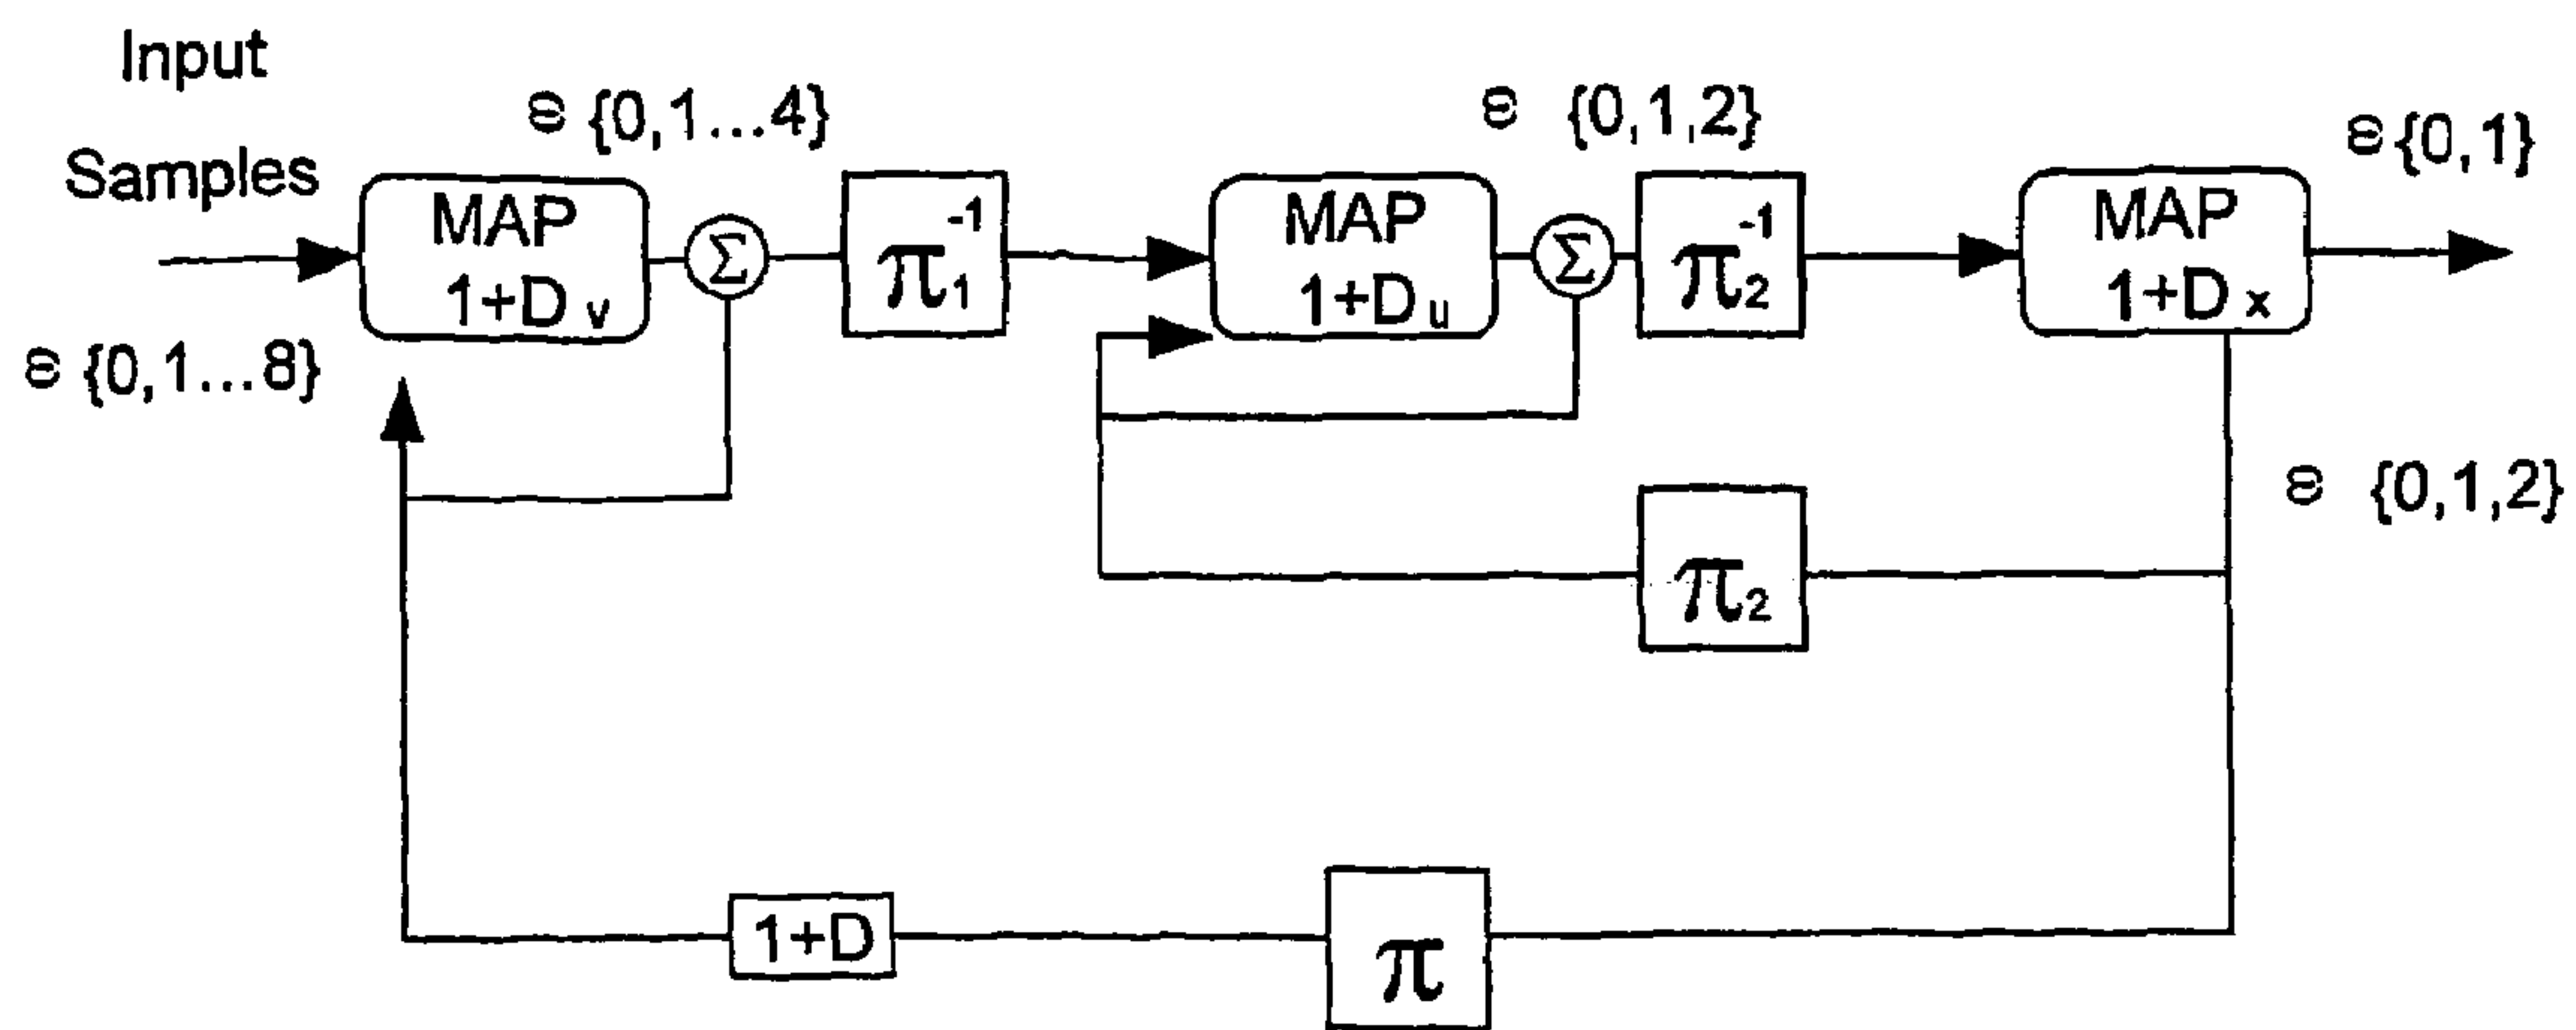 Input
Samples
ε {0,1...8}
MAP
1+D v
ε {0,1...4}
Σ
π₁⁻¹
MAP
1+D u
ε {0,1,2}
Σ
π₂⁻¹
MAP
1+D x
ε {0,1}
ε {0,1,2}
π₂
1+D
π